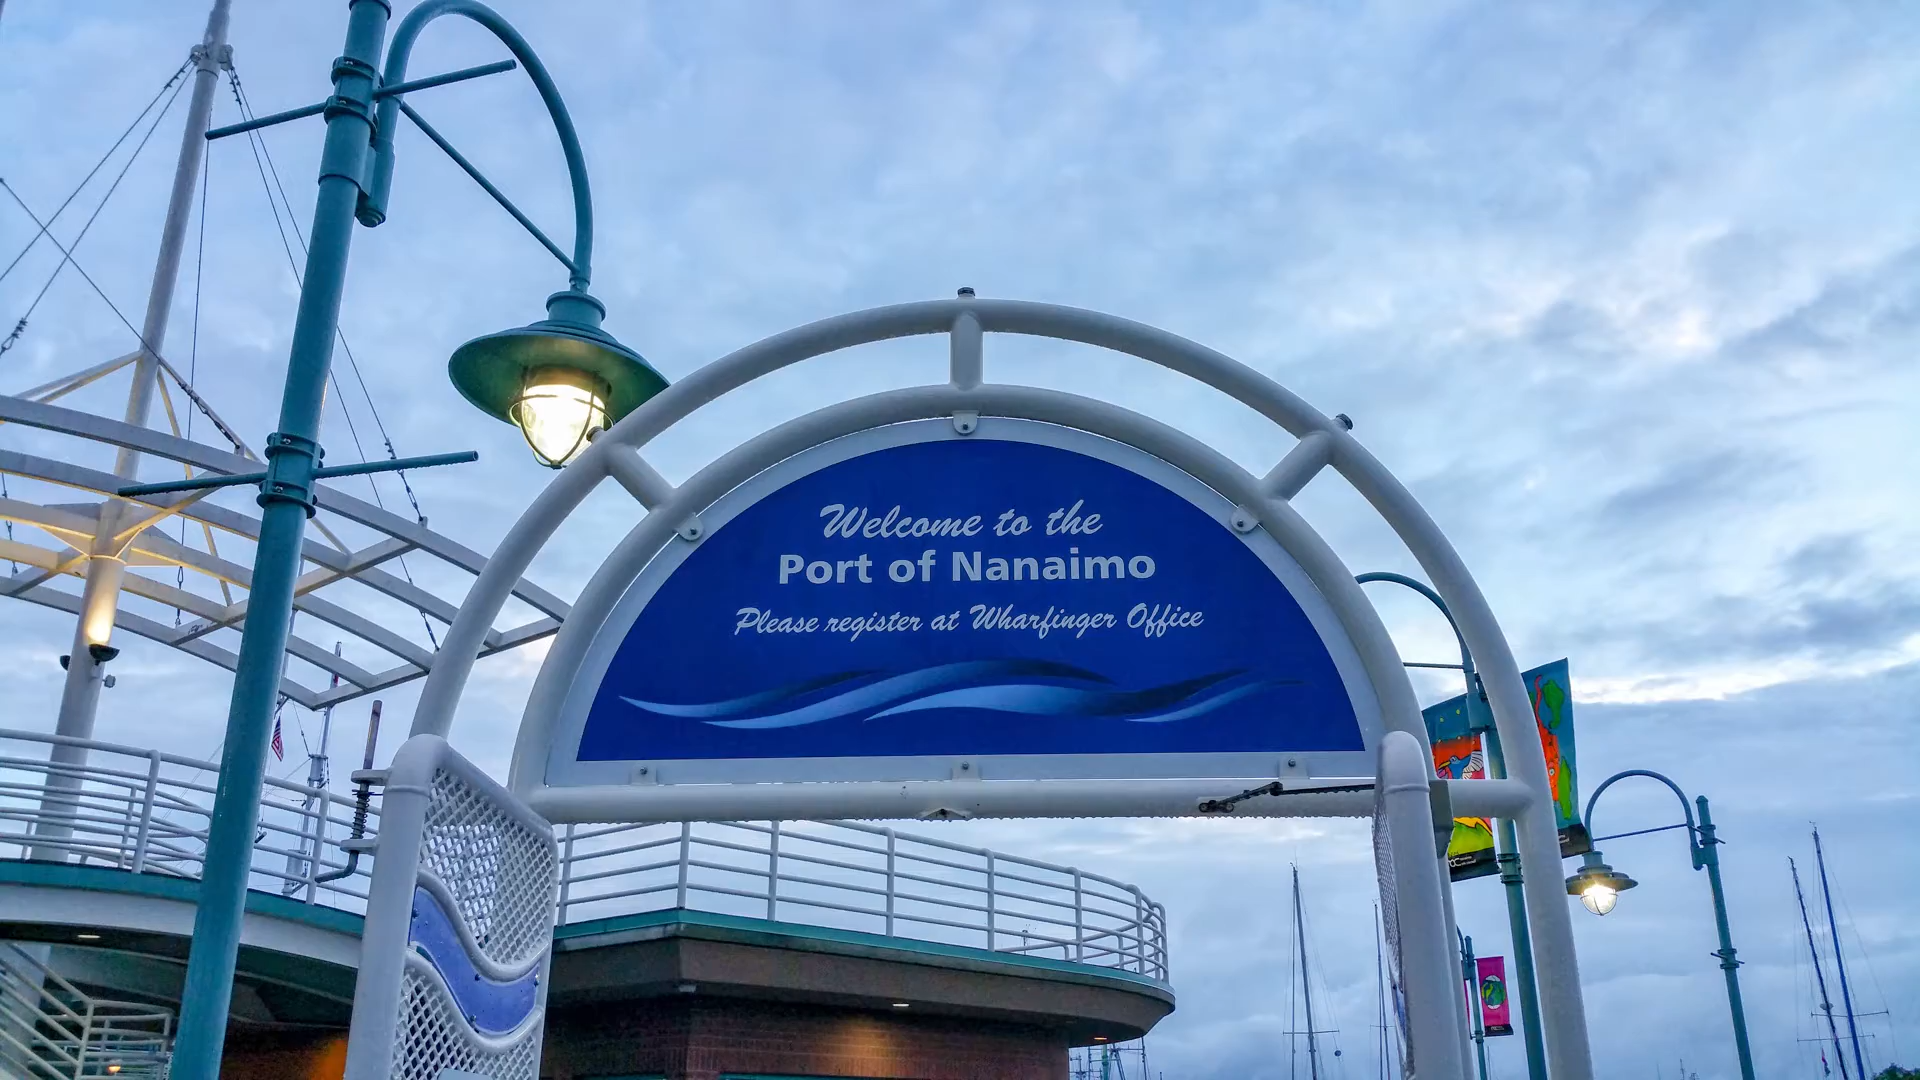 Welcome to the
Port of Nanaimo
Please register at Wharfinger Office